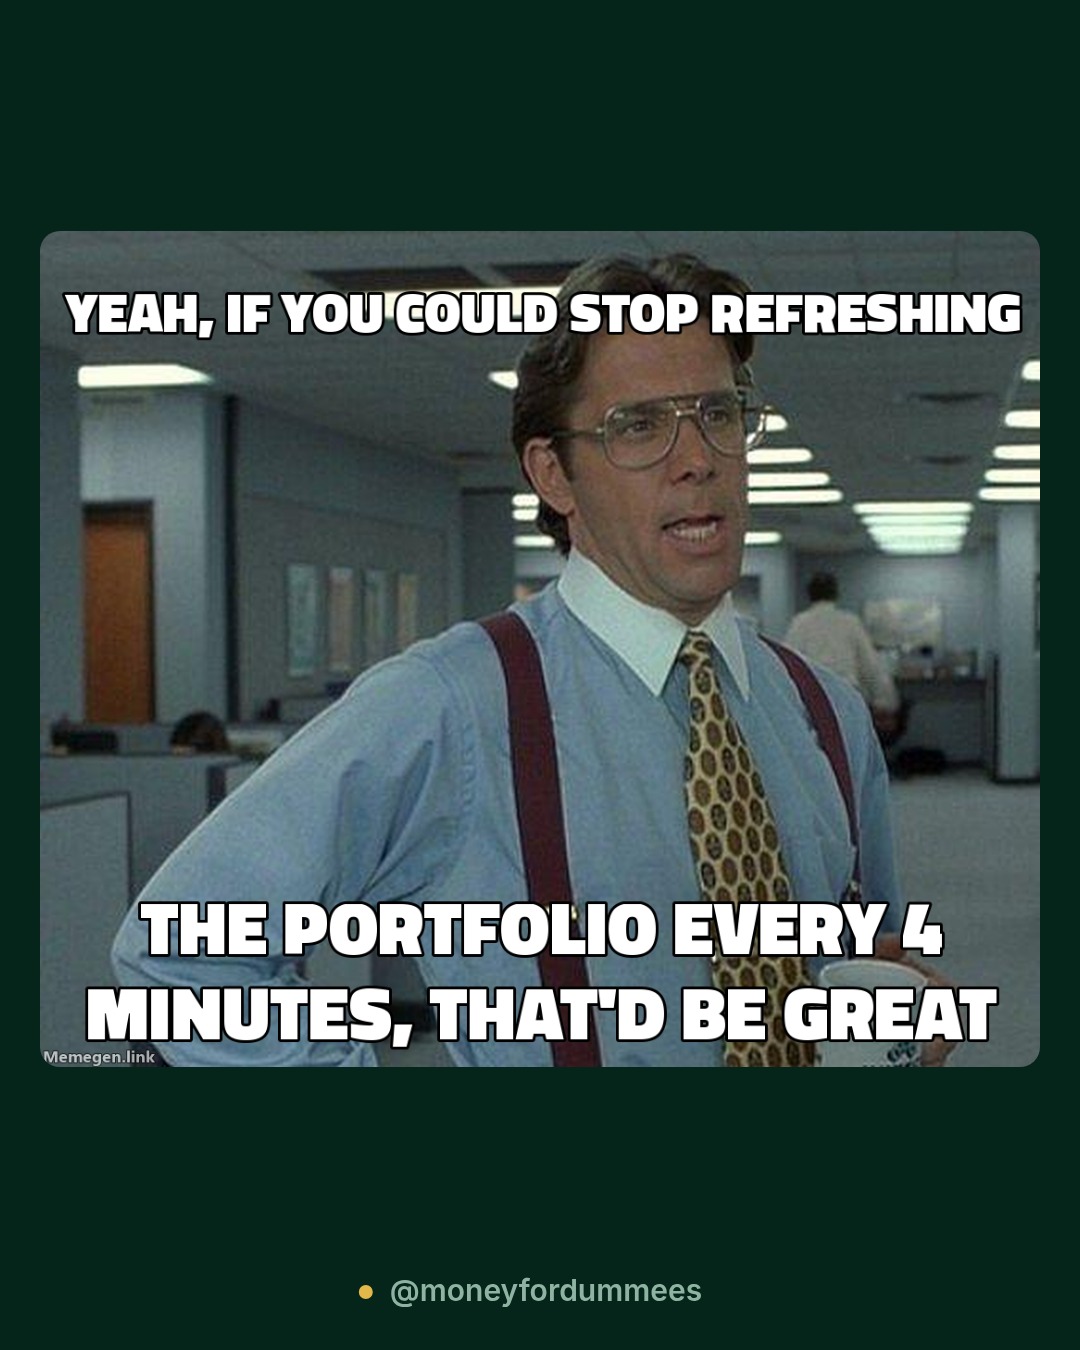 YEAH, IF YOU COULD STOP REFRESHING
THE PORTFOLIO EVERY 4
MINUTES, THAT'D BE GREAT
Memegen.link
@moneyfordummees